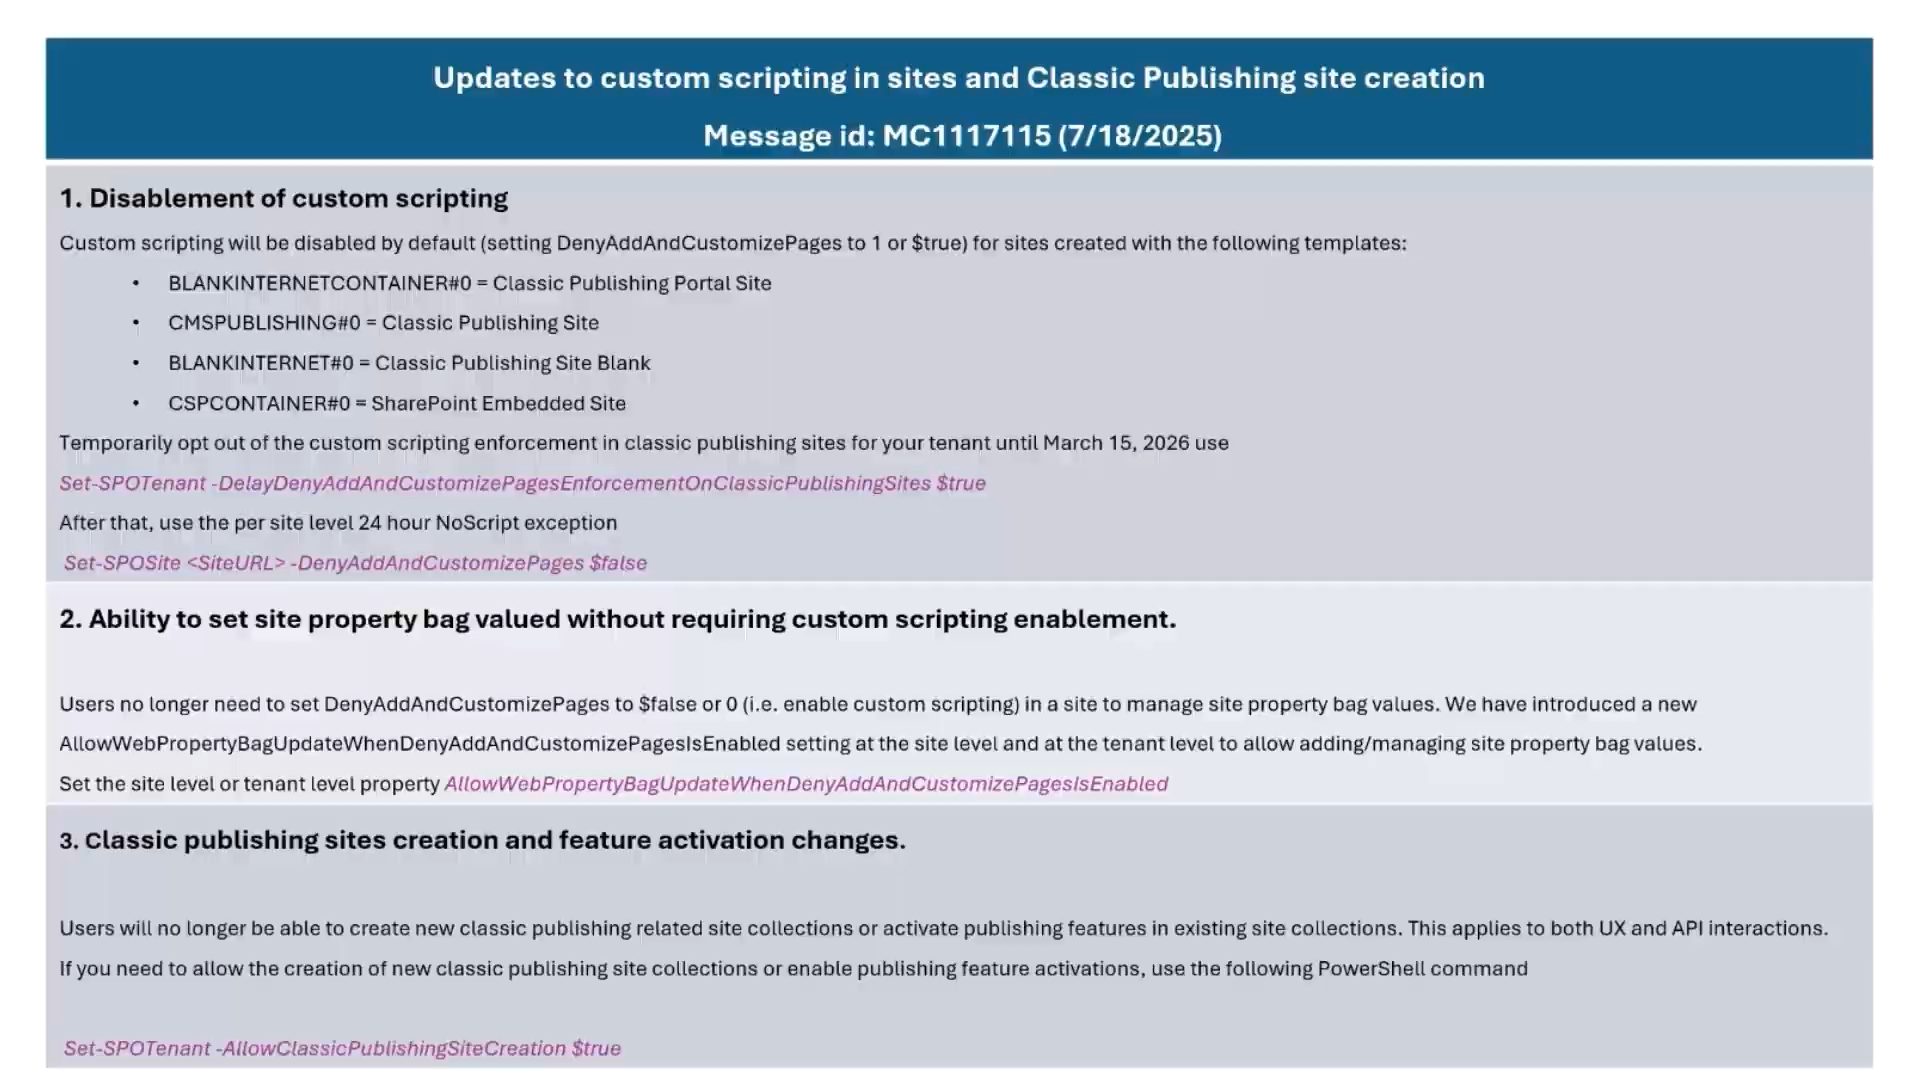 Updates to custom scripting in sites and Classic Publishing site creation
Message id: MC1117115 (7/18/2025)
1. Disablement of custom scripting
Custom scripting will be disabled by default (setting DenyAddAndCustomizePages to 1 or $true) for sites created with the following templates:
• BLANKINTERNETCONTAINER#0 = Classic Publishing Portal Site
• CMSPUBLISHING#0 = Classic Publishing Site
• BLANKINTERNET#0 = Classic Publishing Site Blank
• CSPCONTAINER#0 = SharePoint Embedded Site
Temporarily opt out of the custom scripting enforcement in classic publishing sites for your tenant until March 15, 2026 use
Set-SPOTenant -DelayDenyAddAndCustomizePagesEnforcementOnClassicPublishingSites $true
After that, use the per site level 24 hour NoScript exception
Set-SPOSite <SiteURL> -DenyAddAndCustomizePages $false
2. Ability to set site property bag valued without requiring custom scripting enablement.
Users no longer need to set DenyAddAndCustomizePages to $false or 0 (i.e. enable custom scripting) in a site to manage site property bag values. We have introduced a new
AllowWebPropertyBagUpdateWhenDenyAddAndCustomizePagesIsEnabled setting at the site level and at the tenant level to allow adding/managing site property bag values.
Set the site level or tenant level property AllowWebPropertyBagUpdateWhenDenyAddAndCustomizePagesIsEnabled
3. Classic publishing sites creation and feature activation changes.
Users will no longer be able to create new classic publishing related site collections or activate publishing features in existing site collections. This applies to both UX and API interactions.
If you need to allow the creation of new classic publishing site collections or enable publishing feature activations, use the following PowerShell command
Set-SPOTenant -AllowClassicPublishingSiteCreation $true